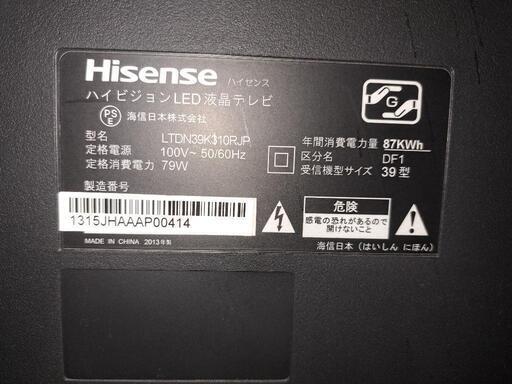 Hisense ハイセンス
ハイビジョンLED液晶テレビ
PS
E
海信日本株式会社
型名 LTDN39K310RJP
定格電源 100V~ 50/60Hz
定格消費電力 79W
製造番号
1315JHAAAP00414
MADE IN CHINA 2013年製
G
年間消費電力量 87KWh
区分名 DF1
受信機型サイズ 39型
危険
感電の恐れがあるので
開けないこと
海信日本（はいしん にほん）